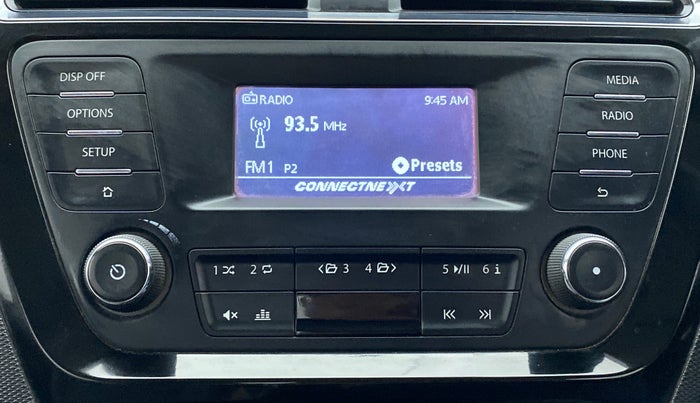 DISP OFF
OPTIONS
SETUP
RADIO 9:45 AM
93.5 MHz
FM1 P2 Presets
CONNECTNEXT
MEDIA
RADIO
PHONE
1 2 < 3 4 > 5 6 i